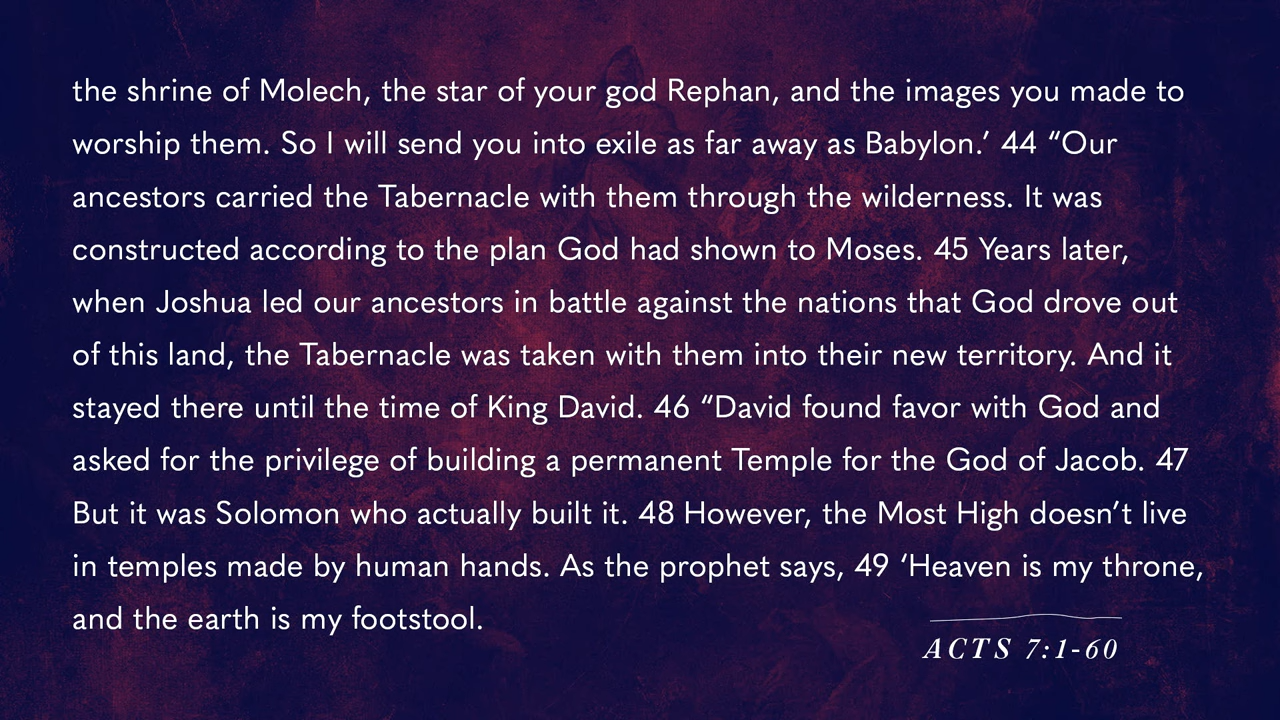 the shrine of Molech, the star of your god Rephan, and the images you made to
worship them. So I will send you into exile as far away as Babylon.’ 44 “Our
ancestors carried the Tabernacle with them through the wilderness. It was
constructed according to the plan God had shown to Moses. 45 Years later,
when Joshua led our ancestors in battle against the nations that God drove out
of this land, the Tabernacle was taken with them into their new territory. And it
stayed there until the time of King David. 46 “David found favor with God and
asked for the privilege of building a permanent Temple for the God of Jacob. 47
But it was Solomon who actually built it. 48 However, the Most High doesn’t live
in temples made by human hands. As the prophet says, 49 ‘Heaven is my throne,
and the earth is my footstool.
ACTS 7:1-60